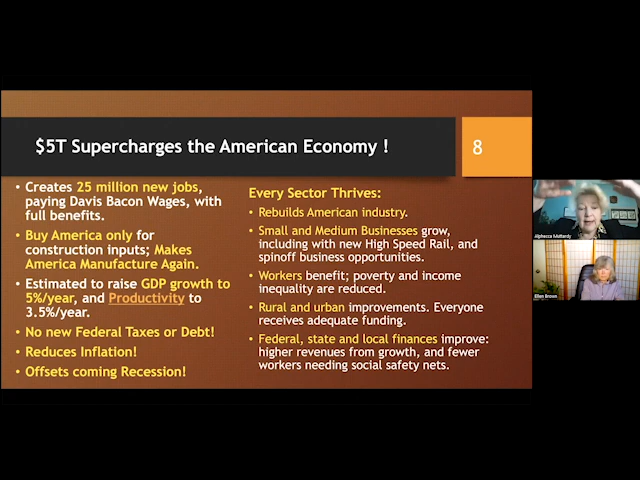 $5T Supercharges the American Economy !
8
• Creates 25 million new jobs,
paying Davis Bacon Wages, with
full benefits.
• Buy America only for
construction inputs; Makes
America Manufacture Again.
• Estimated to raise GDP growth to
5%/year, and Productivity to
3.5%/year.
• No new Federal Taxes or Debt!
• Reduces Inflation!
• Offsets coming Recession!
Every Sector Thrives:
• Rebuilds American industry.
• Small and Medium Businesses grow,
including with new High Speed Rail, and
spinoff business opportunities.
• Workers benefit; poverty and income
inequality are reduced.
• Rural and urban improvements. Everyone
receives adequate funding.
• Federal, state and local finances improve:
higher revenues from growth, and fewer
workers needing social safety nets.
Alphecca Muttardy
Ellen Brown